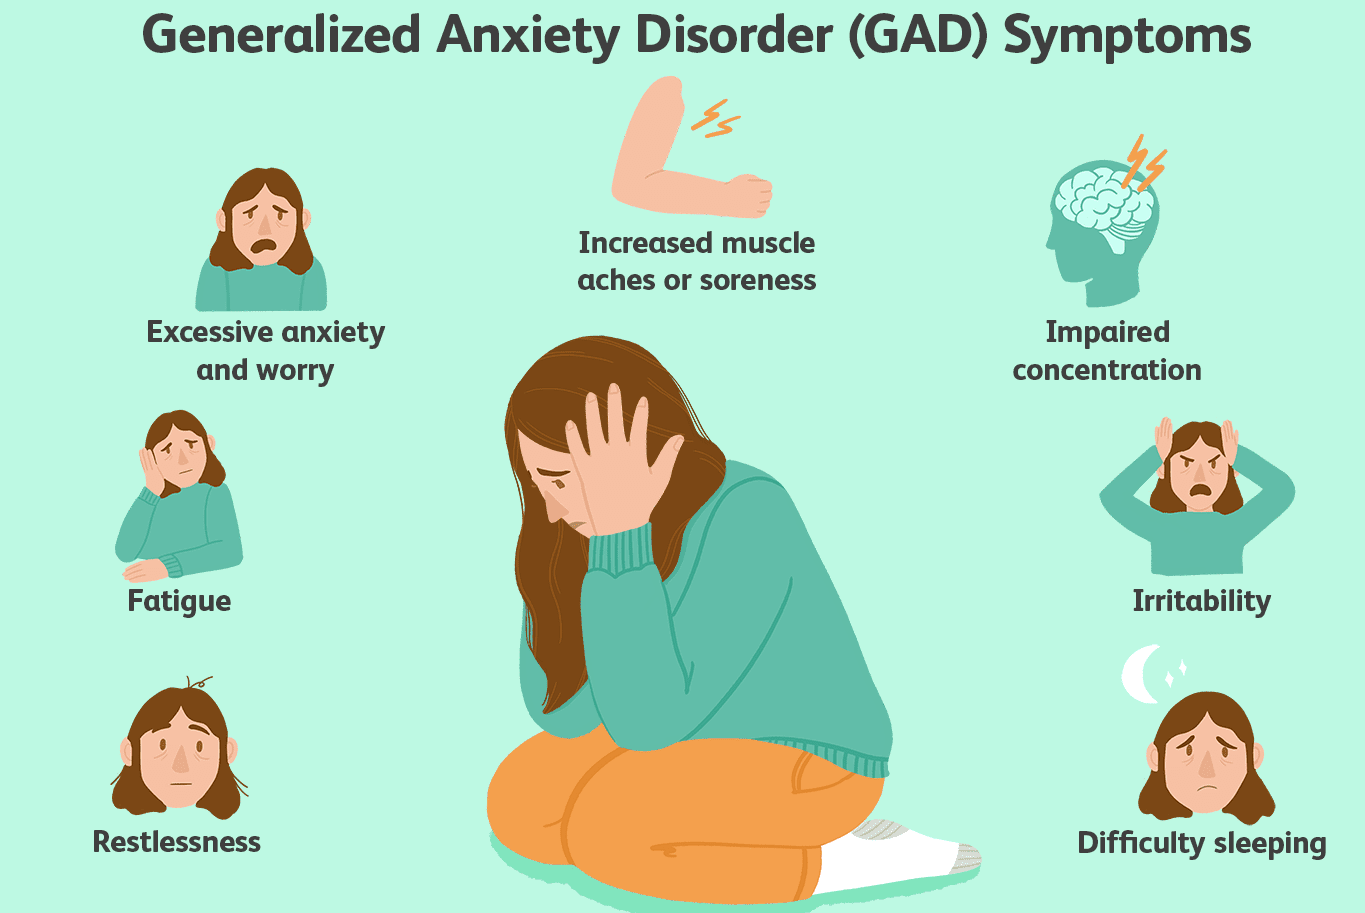 Generalized Anxiety Disorder (GAD) Symptoms
Increased muscle
aches or soreness
Excessive anxiety
and worry
Impaired
concentration
Fatigue
Irritability
Restlessness
Difficulty sleeping